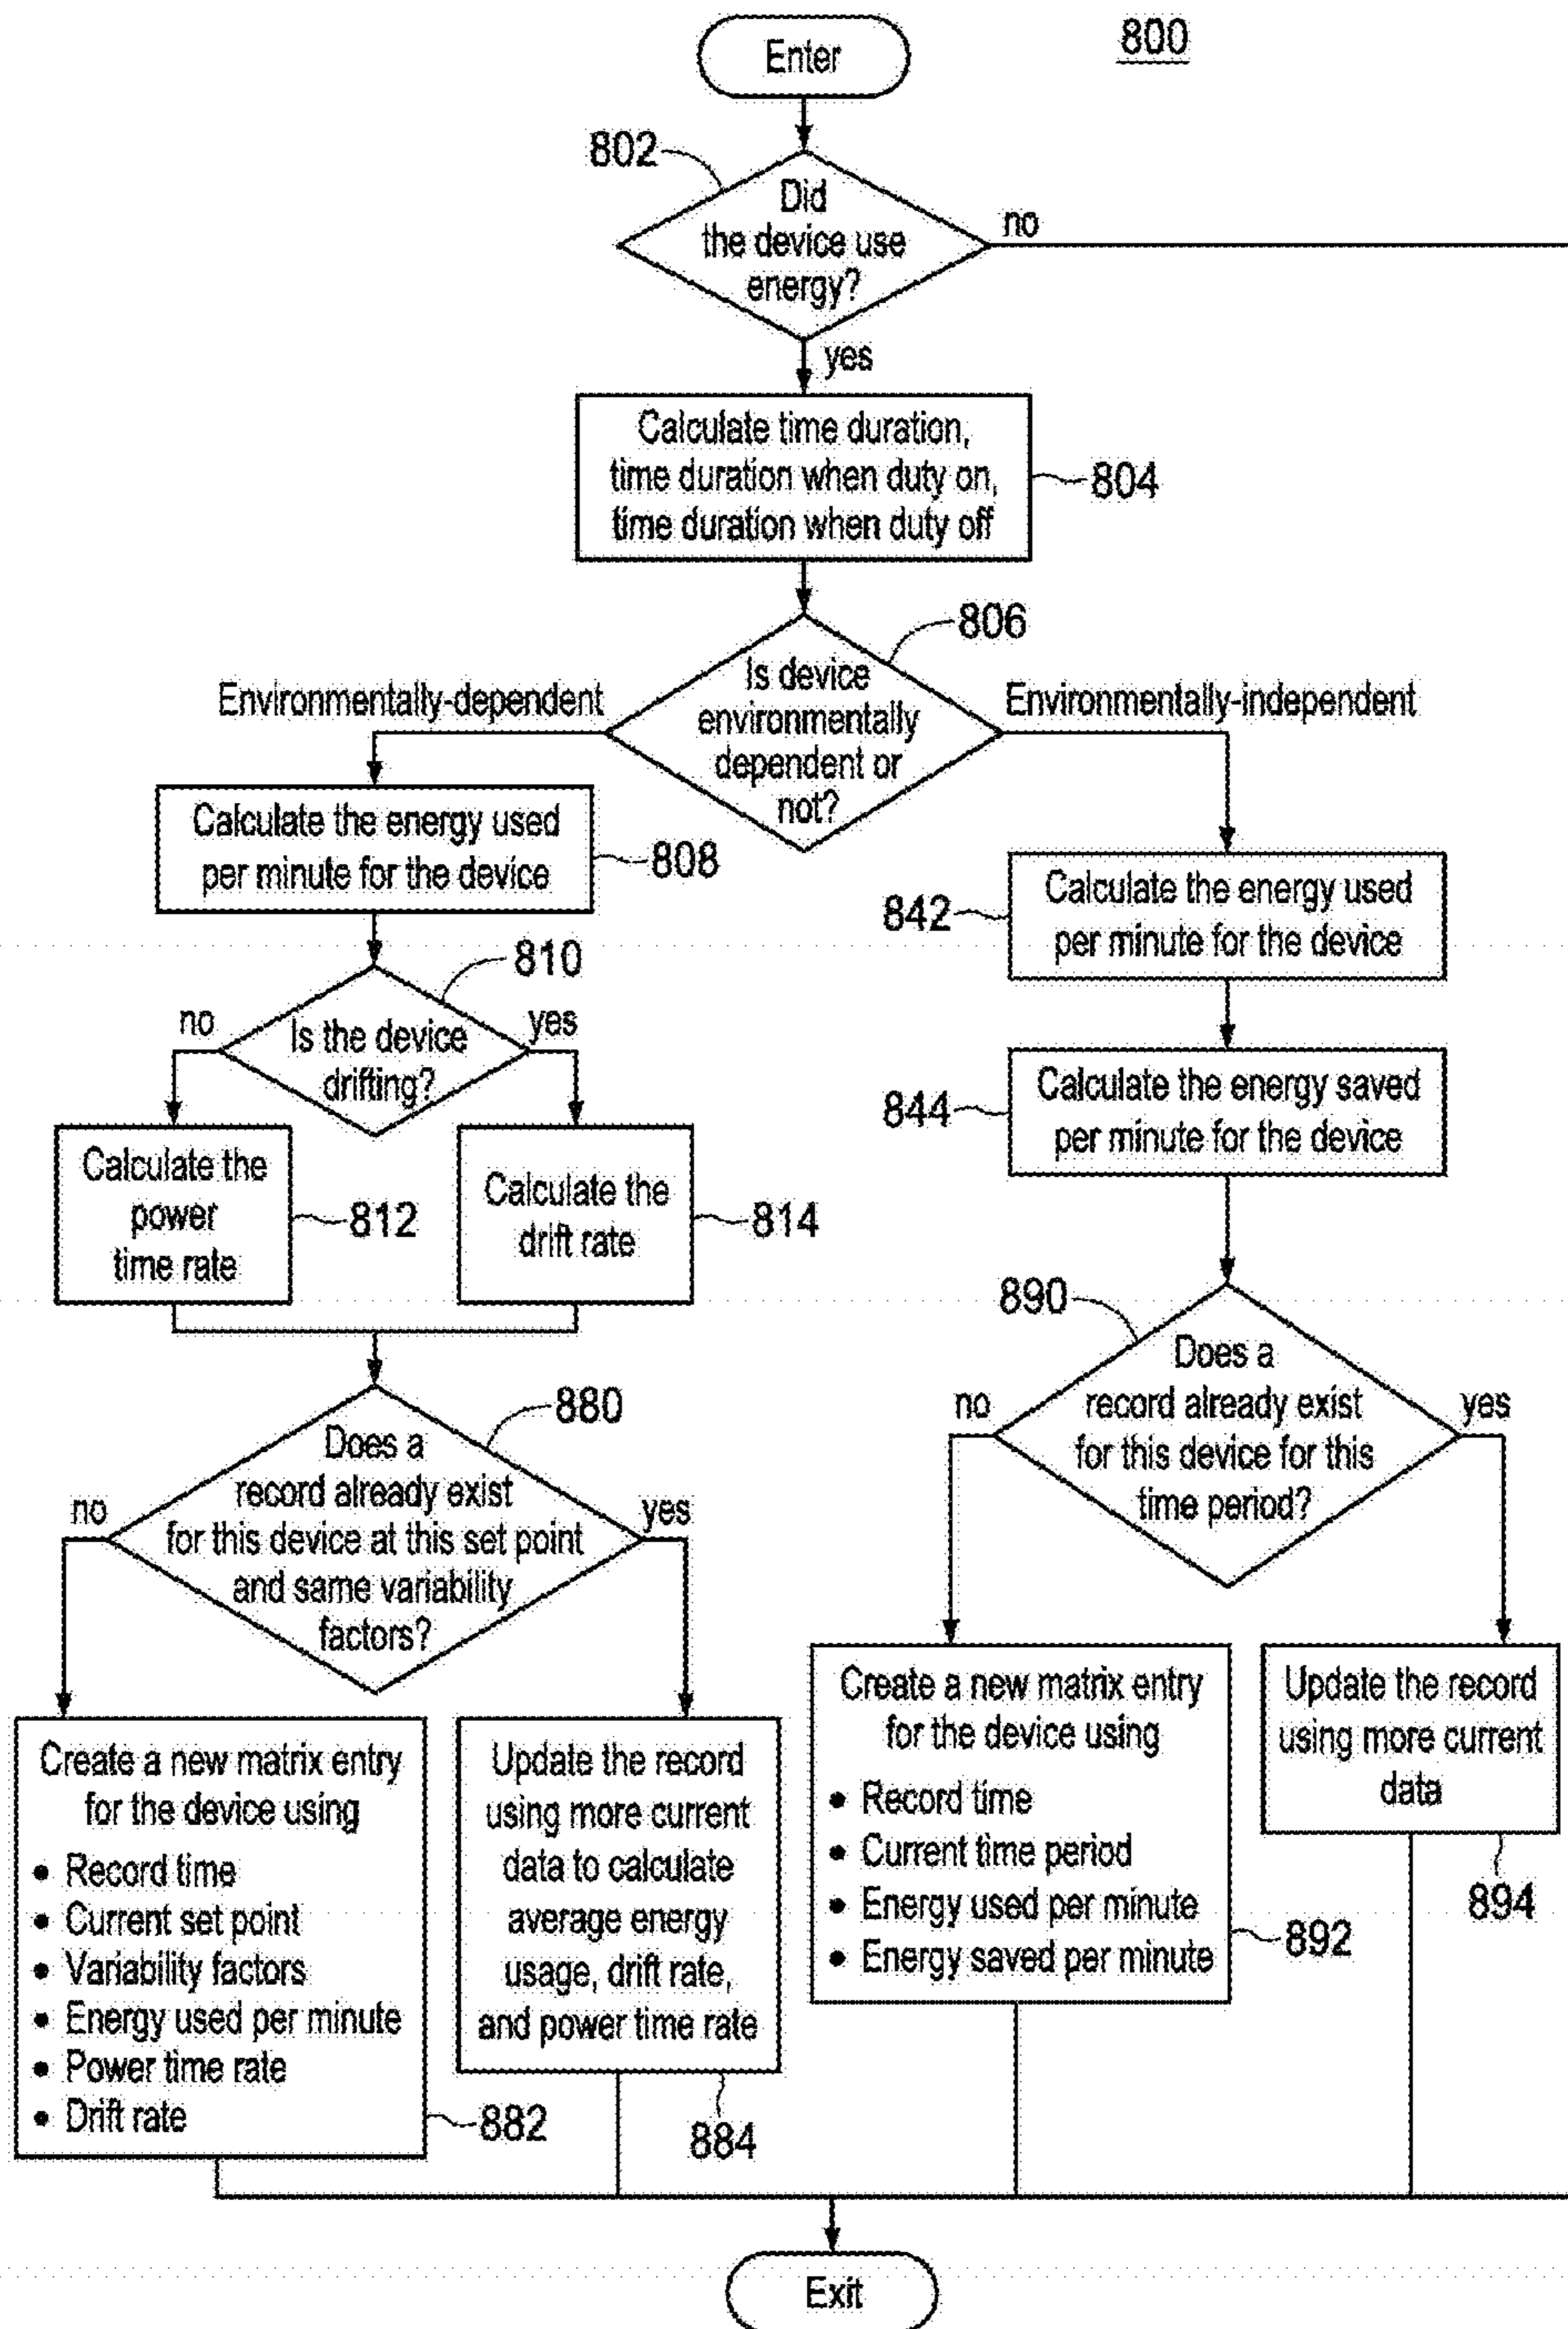 Enter
800
802
Did
the device use
energy?
no
yes
Calculate time duration,
time duration when duty on,
time duration when duty off
804
806
Is device
environmentally
dependent or
not?
Environmentally-dependent
Environmentally-independent
Calculate the energy used
per minute for the device
808
842
Calculate the energy used
per minute for the device
810
no
Is the device
drifting?
yes
844
Calculate the energy saved
per minute for the device
Calculate the
power
time rate
812
Calculate the
drift rate
814
890
Does a
record already exist
for this device for this
time period?
no
yes
880
Does a
record already exist
for this device at this set point
and same variability
factors?
no
yes
Create a new matrix entry
for the device using
• Record time
• Current set point
• Variability factors
• Energy used per minute
• Power time rate
• Drift rate
882
Update the record
using more current
data to calculate
average energy
usage, drift rate,
and power time rate
884
Create a new matrix entry
for the device using
• Record time
• Current time period
• Energy used per minute
• Energy saved per minute
892
Update the record
using more current
data
894
Exit